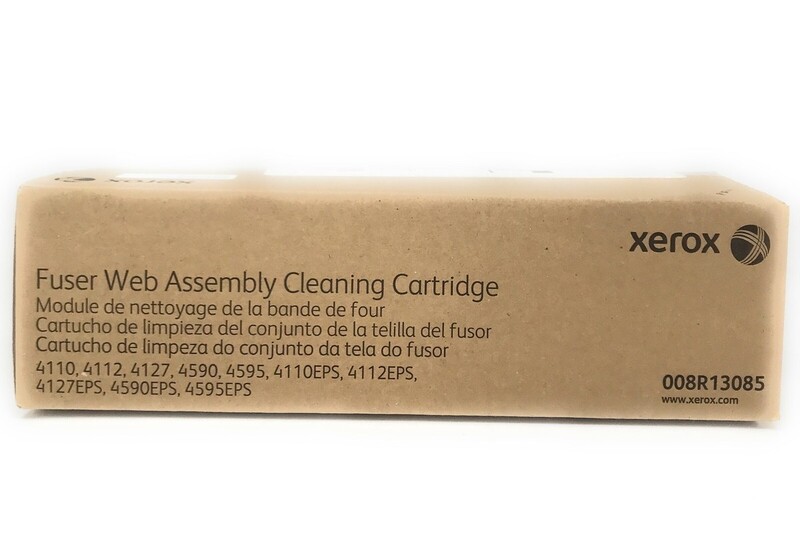 xerox
xerox
Fuser Web Assembly Cleaning Cartridge
Module de nettoyage de la bande de four
Cartucho de limpieza del conjunto de la telilla del fusor
Cartucho de limpeza do conjunto da tela do fusor
4110, 4112, 4127, 4590, 4595, 4110EPS, 4112EPS,
4127EPS, 4590EPS, 4595EPS
008R13085
www.xerox.com